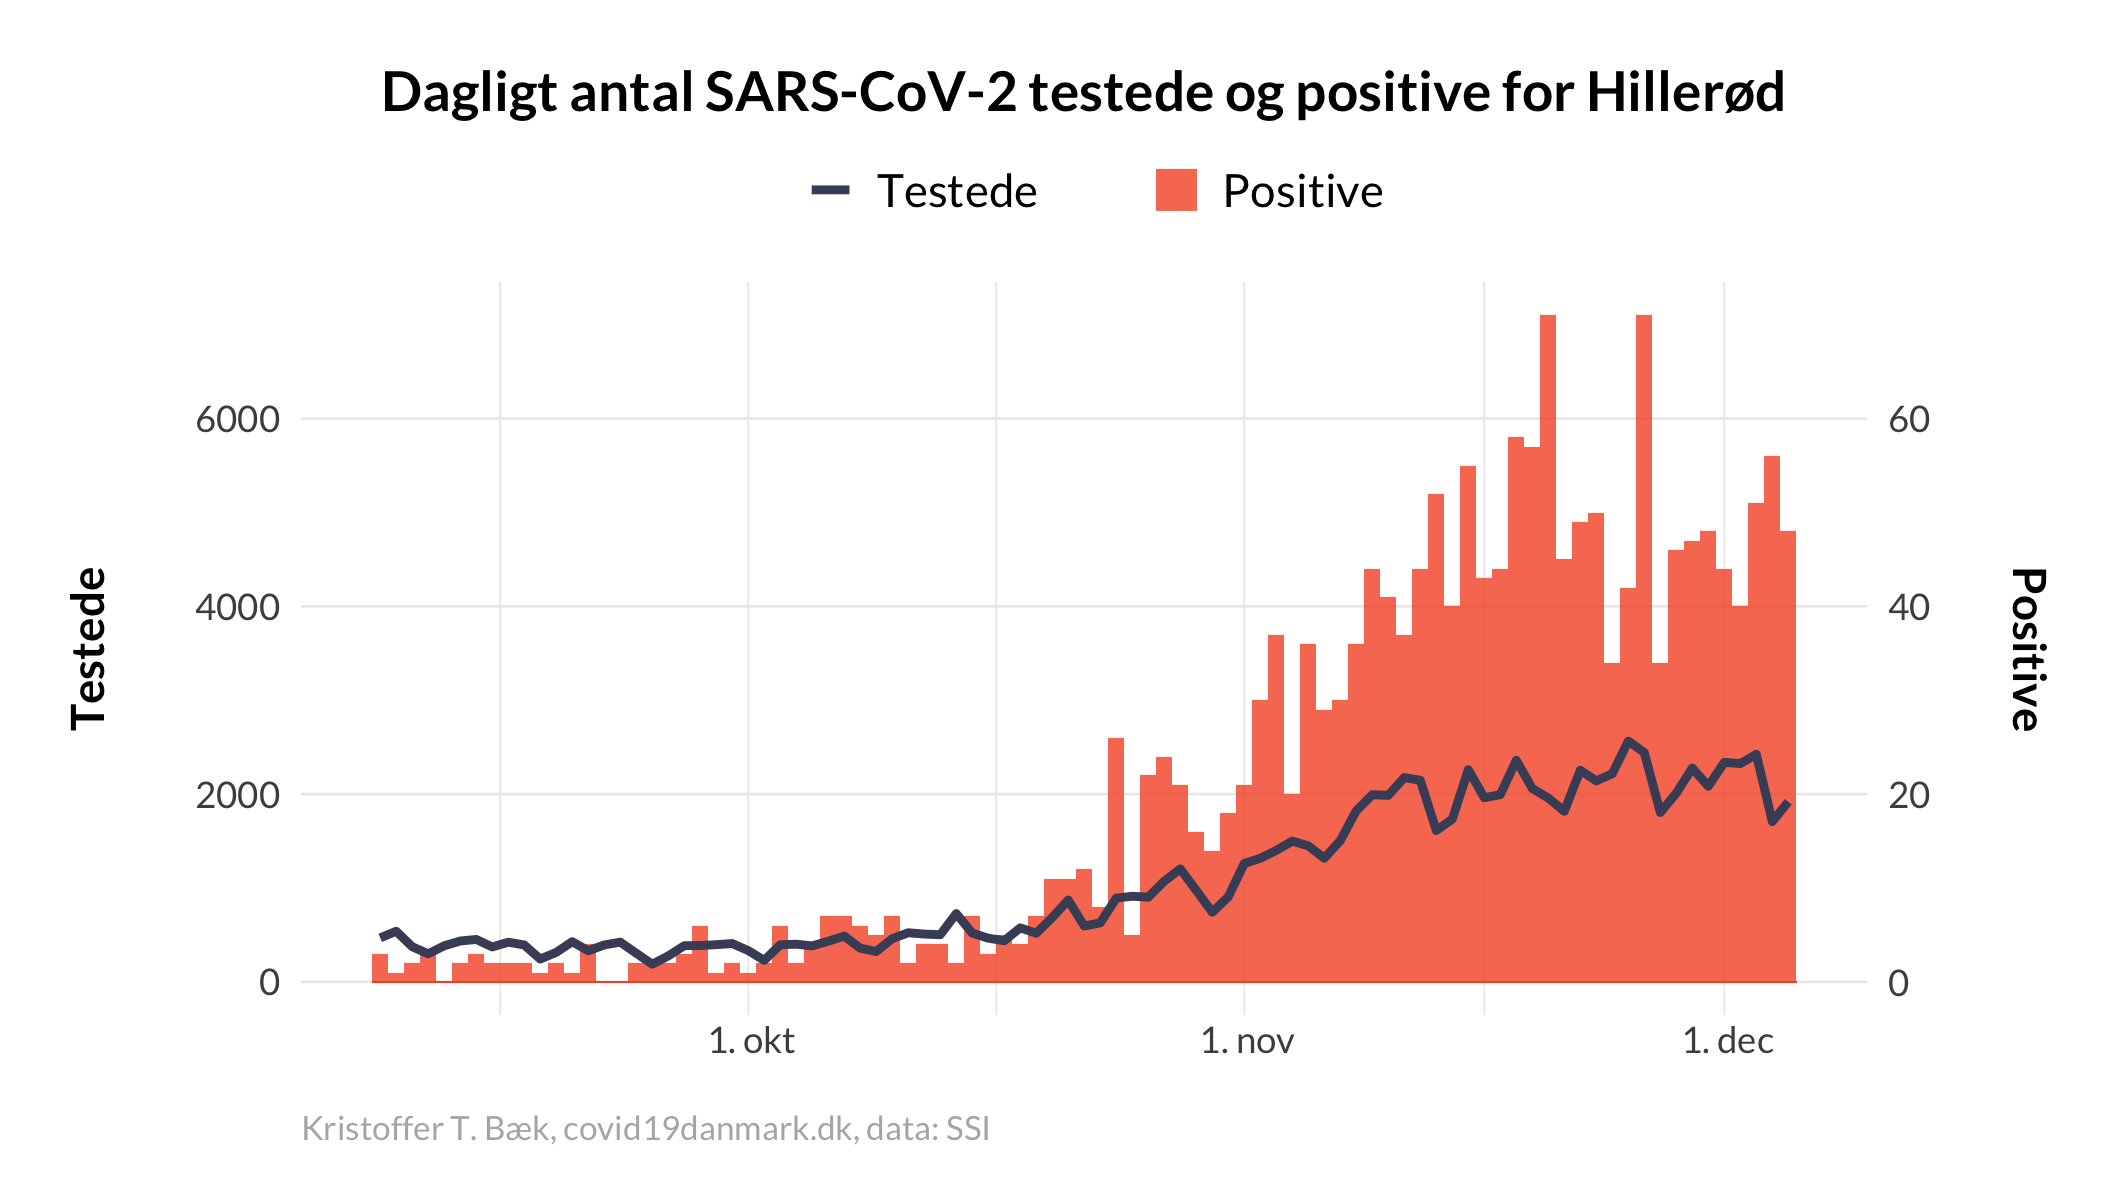 Dagligt antal SARS-CoV-2 testede og positive for Hillerød
Testede
Positive
6000
4000
2000
0
60
40
20
0
Testede
Positive
1. okt
1. nov
1. dec
Kristoffer T. Bæk, covid19danmark.dk, data: SSI